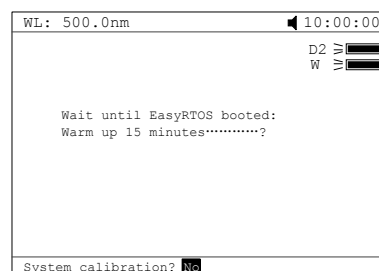 WL: 500.0nm 10:00:00
D2
W
Wait until EasyRTOS booted:
Warm up 15 minutes…………?
System calibration? No